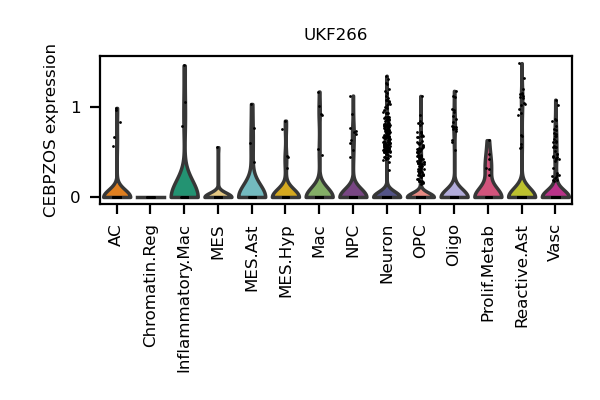 UKF266
CEBPZOS expression
1
0
AC
Chromatin.Reg
Inflammatory.Mac
MES
MES.Ast
MES.Hyp
Mac
NPC
Neuron
OPC
Oligo
Prolif.Metab
Reactive.Ast
Vasc